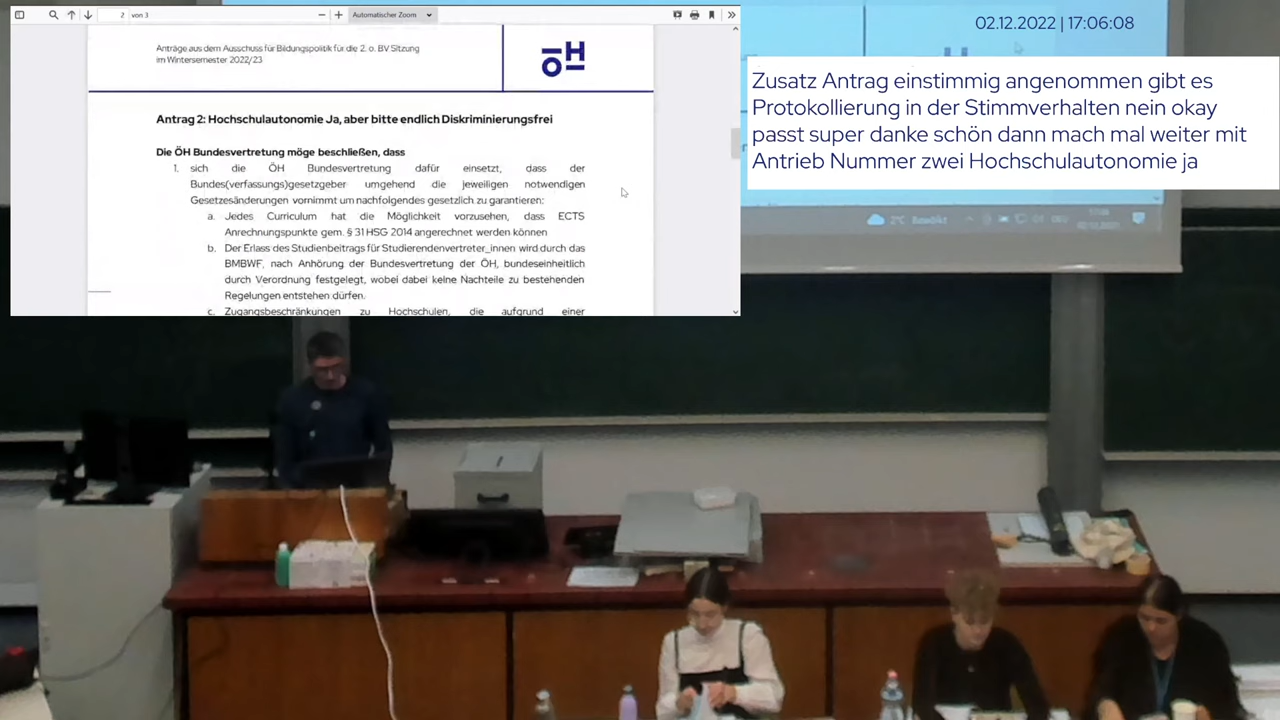 2 von 3
Automatischer Zoom
Anträge aus dem Ausschuss für Bildungspolitik für die 2. o. BV Sitzung
im Wintersemester 2022/23
ōH
Antrag 2: Hochschulautonomie Ja, aber bitte endlich Diskriminierungsfrei
Die ÖH Bundesvertretung möge beschließen, dass
1. sich die ÖH Bundesvertretung dafür einsetzt, dass der
Bundes(verfassungs)gesetzgeber umgehend die jeweiligen notwendigen
Gesetzesänderungen vornimmt um nachfolgendes gesetzlich zu garantieren:
a. Jedes Curriculum hat die Möglichkeit vorzusehen, dass ECTS
Anrechnungspunkte gem. § 31 HSG 2014 angerechnet werden können
b. Der Erlass des Studienbeitrags für Studierendenvertreter_innen wird durch das
BMBWF, nach Anhörung der Bundesvertretung der ÖH, bundeseinheitlich
durch Verordnung festgelegt, wobei dabei keine Nachteile zu bestehenden
Regelungen entstehen dürfen.
c. Zugangsbeschränkungen zu Hochschulen, die aufgrund einer
02.12.2022 | 17:06:08
Zusatz Antrag einstimmig angenommen gibt es
Protokollierung in der Stimmverhalten nein okay
passt super danke schön dann mach mal weiter mit
Antrieb Nummer zwei Hochschulautonomie ja
2°C Bewölkt